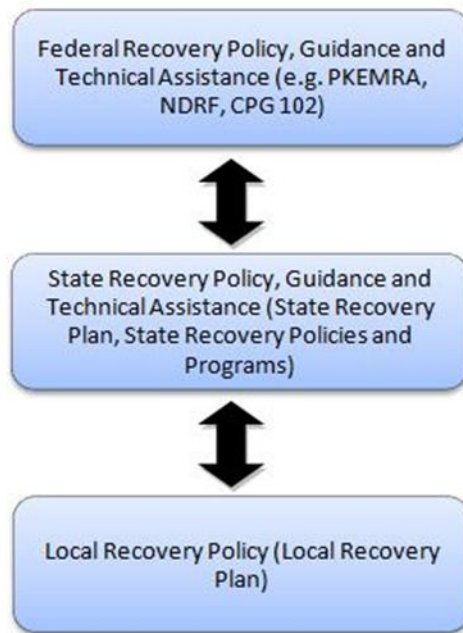 Federal Recovery Policy, Guidance and
Technical Assistance (e.g. PKEMRA,
NDRF, CPG 102)
State Recovery Policy, Guidance and
Technical Assistance (State Recovery
Plan, State Recovery Policies and
Programs)
Local Recovery Policy (Local Recovery
Plan)